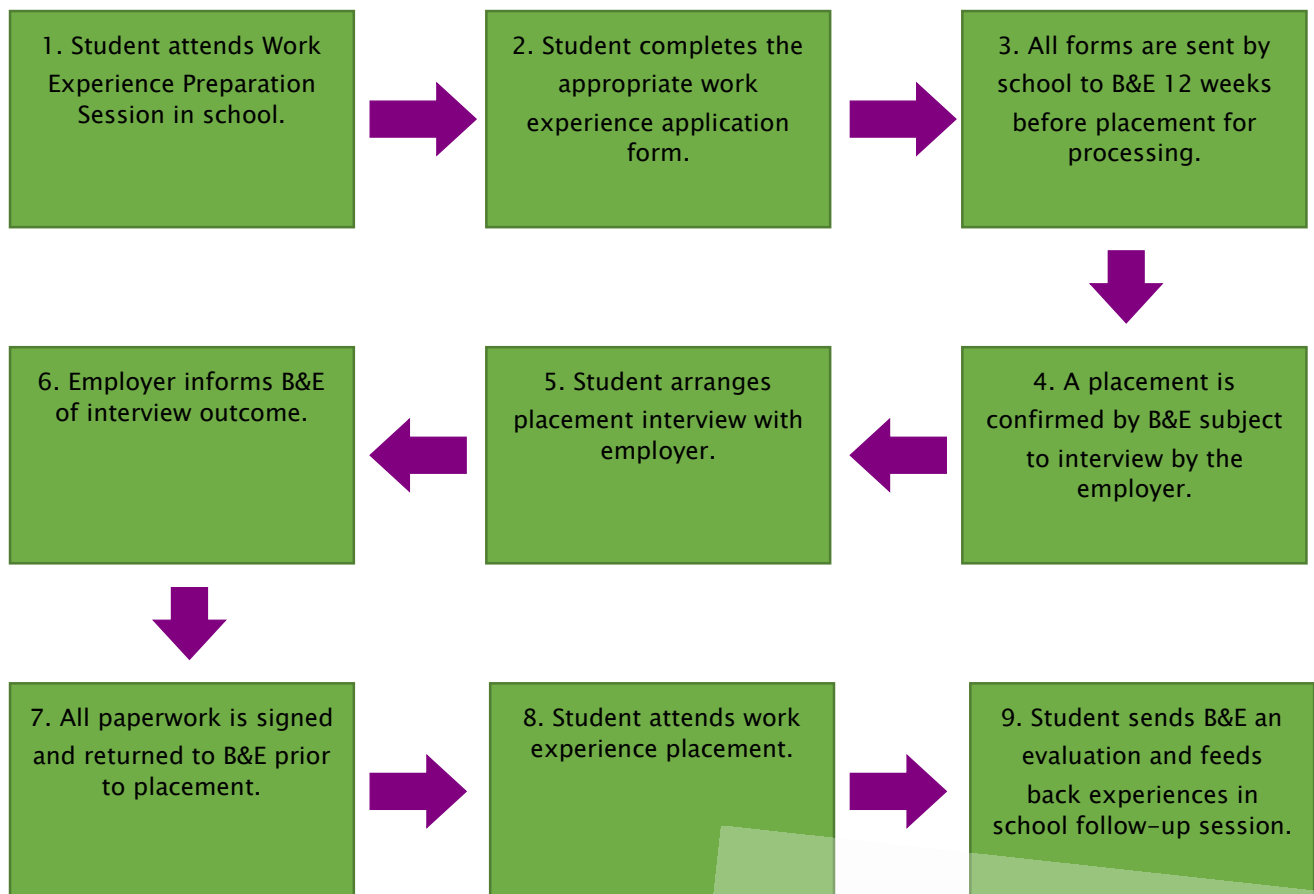 1. Student attends Work
Experience Preparation
Session in school.
2. Student completes the
appropriate work
experience application
form.
3. All forms are sent by
school to B&E 12 weeks
before placement for
processing.
4. A placement is
confirmed by B&E subject
to interview by the
employer.
5. Student arranges
placement interview with
employer.
6. Employer informs B&E
of interview outcome.
7. All paperwork is signed
and returned to B&E prior
to placement.
8. Student attends work
experience placement.
9. Student sends B&E an
evaluation and feeds
back experiences in
school follow-up session.